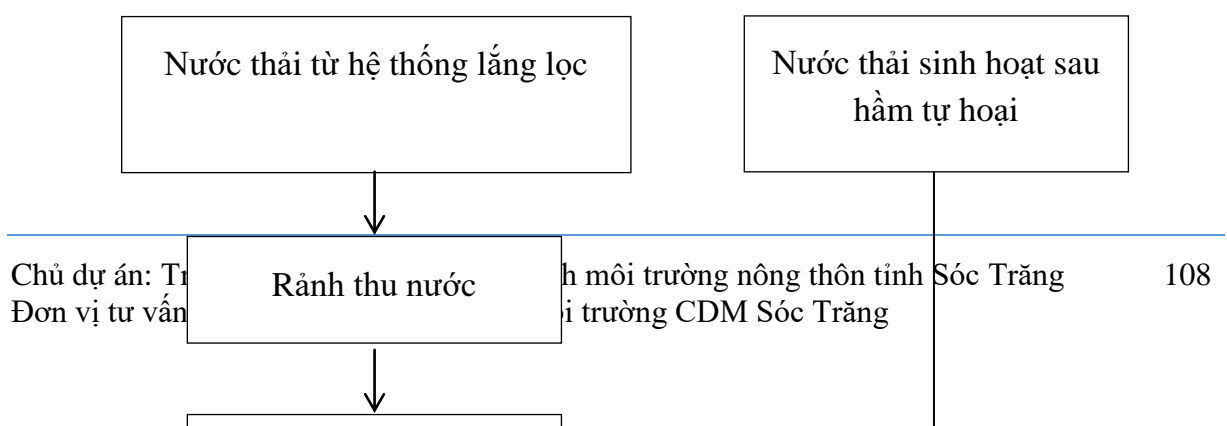 Nước thải từ hệ thống lắng lọc
Nước thải sinh hoạt sau
hầm tự hoại
Rảnh thu nước
Chủ dự án: môi trường nông thôn tỉnh Sóc Trăng 108
Đơn vị tư vấn trường CDM Sóc Trăng